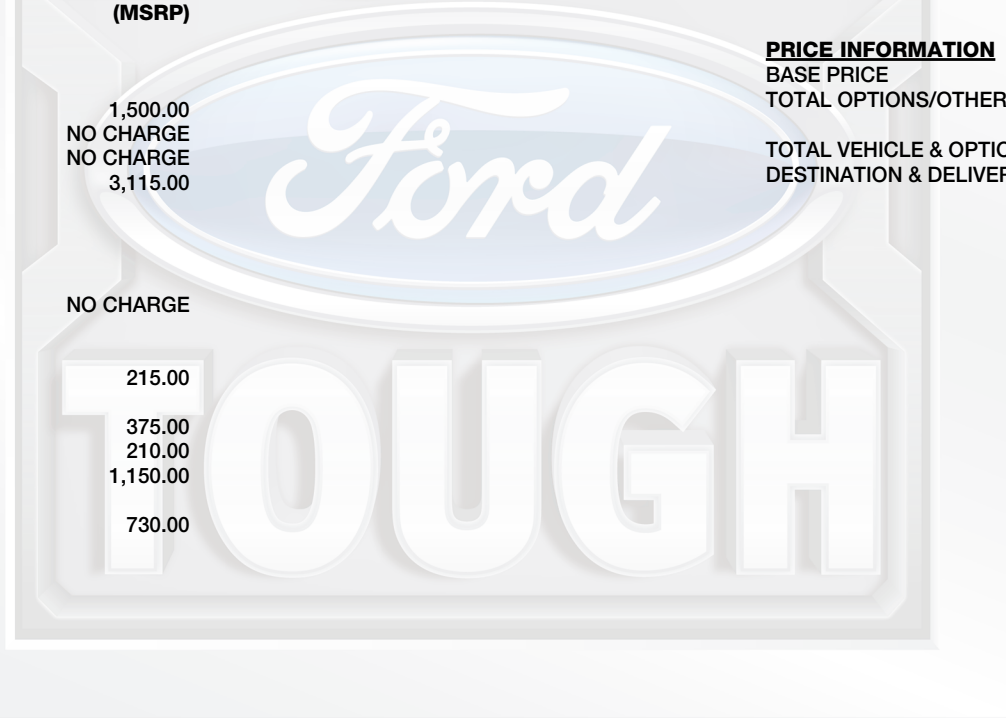 (MSRP)
1,500.00
NO CHARGE
NO CHARGE
3,115.00
NO CHARGE
215.00
375.00
210.00
1,150.00
730.00
PRICE INFORMATION
BASE PRICE
TOTAL OPTIONS/OTHER
TOTAL VEHICLE & OPTIO
DESTINATION & DELIVER
Ford
TOUGH